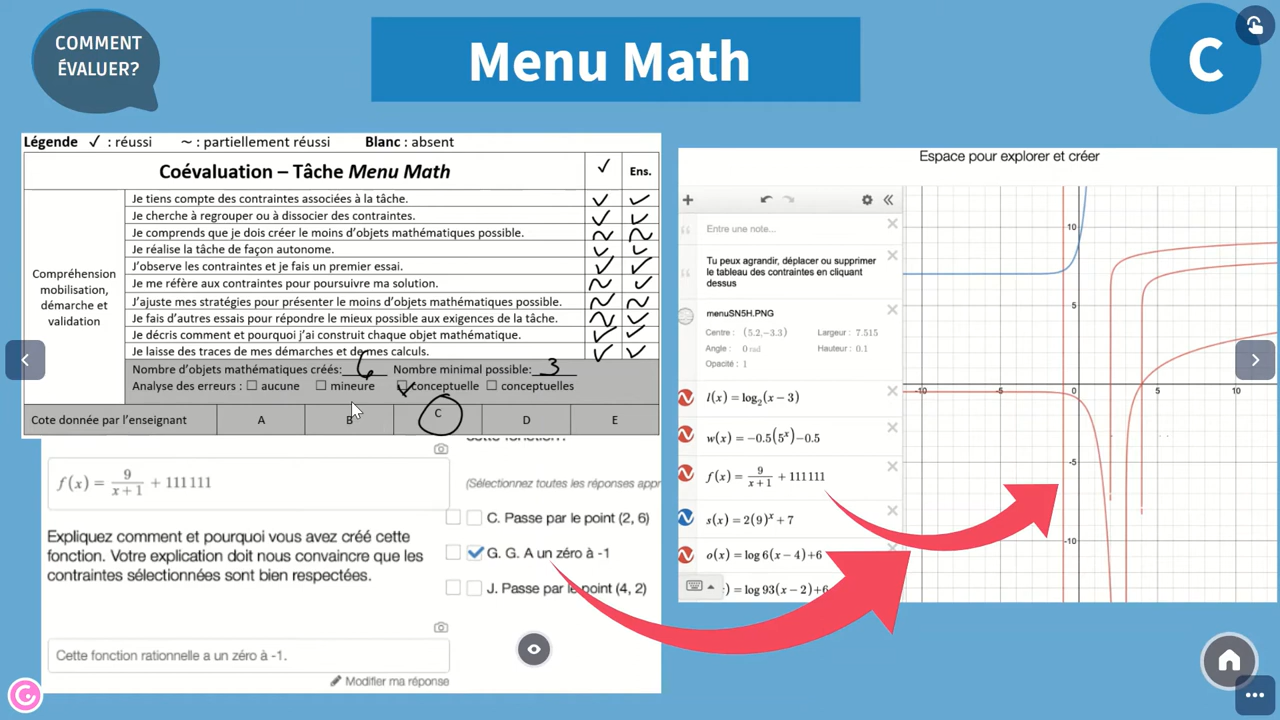 COMMENT
ÉVALUER?
Menu Math
C
Légende ✓ : réussi ~ : partiellement réussi Blanc : absent
Coévaluation – Tâche Menu Math ✓ Ens.
Compréhension
mobilisation,
démarche et
validation
Je tiens compte des contraintes associées à la tâche. ✓ ✓
Je cherche à regrouper ou à dissocier des contraintes. ✓ ✓
Je comprends que je dois créer le moins d'objets mathématiques possible. ~ ~
Je réalise la tâche de façon autonome. ✓ ✓
J'observe les contraintes et je fais un premier essai. ✓ ✓
Je me réfère aux contraintes pour poursuivre ma solution. ~ ✓
J'ajuste mes stratégies pour présenter le moins d'objets mathématiques possible. ~ ~
Je fais d'autres essais pour répondre le mieux possible aux exigences de la tâche. ~ ~
Je décris comment et pourquoi j'ai construit chaque objet mathématique. ✓ ✓
Je laisse des traces de mes démarches et de mes calculs. ✓ ✓
Nombre d'objets mathématiques créés: 6 Nombre minimal possible: 3
Analyse des erreurs : ☐ aucune ☐ mineure ☑ conceptuelle ☐ conceptuelles
Cote donnée par l'enseignant A B C D E
cette fonction?
f(x) = 9/(x+1) + 111111
(Sélectionnez toutes les réponses appr
C. Passe par le point (2, 6)
G. G. A un zéro à -1
J. Passe par le point (4, 2)
Expliquez comment et pourquoi vous avez créé cette
fonction. Votre explication doit nous convaincre que les
contraintes sélectionnées sont bien respectées.
Cette fonction rationnelle a un zéro à -1.
Modifier ma réponse
Espace pour explorer et créer
Entre une note...
Tu peux agrandir, déplacer ou supprimer
le tableau des contraintes en cliquant
dessus
menuSN5H.PNG
Centre : (5.2,-3.3) Largeur : 7.515
Angle : 0 rad Hauteur : 0.1
Opacité : 1
l(x) = log₂(x−3)
w(x) = −0.5(5ˣ)−0.5
f(x) = 9/(x+1) + 111111
s(x) = 2(9)ˣ+7
o(x) = log6(x−4)+6
) = log93(x−2)+6
10
5
-10
-5
0
5
10
-5
-10